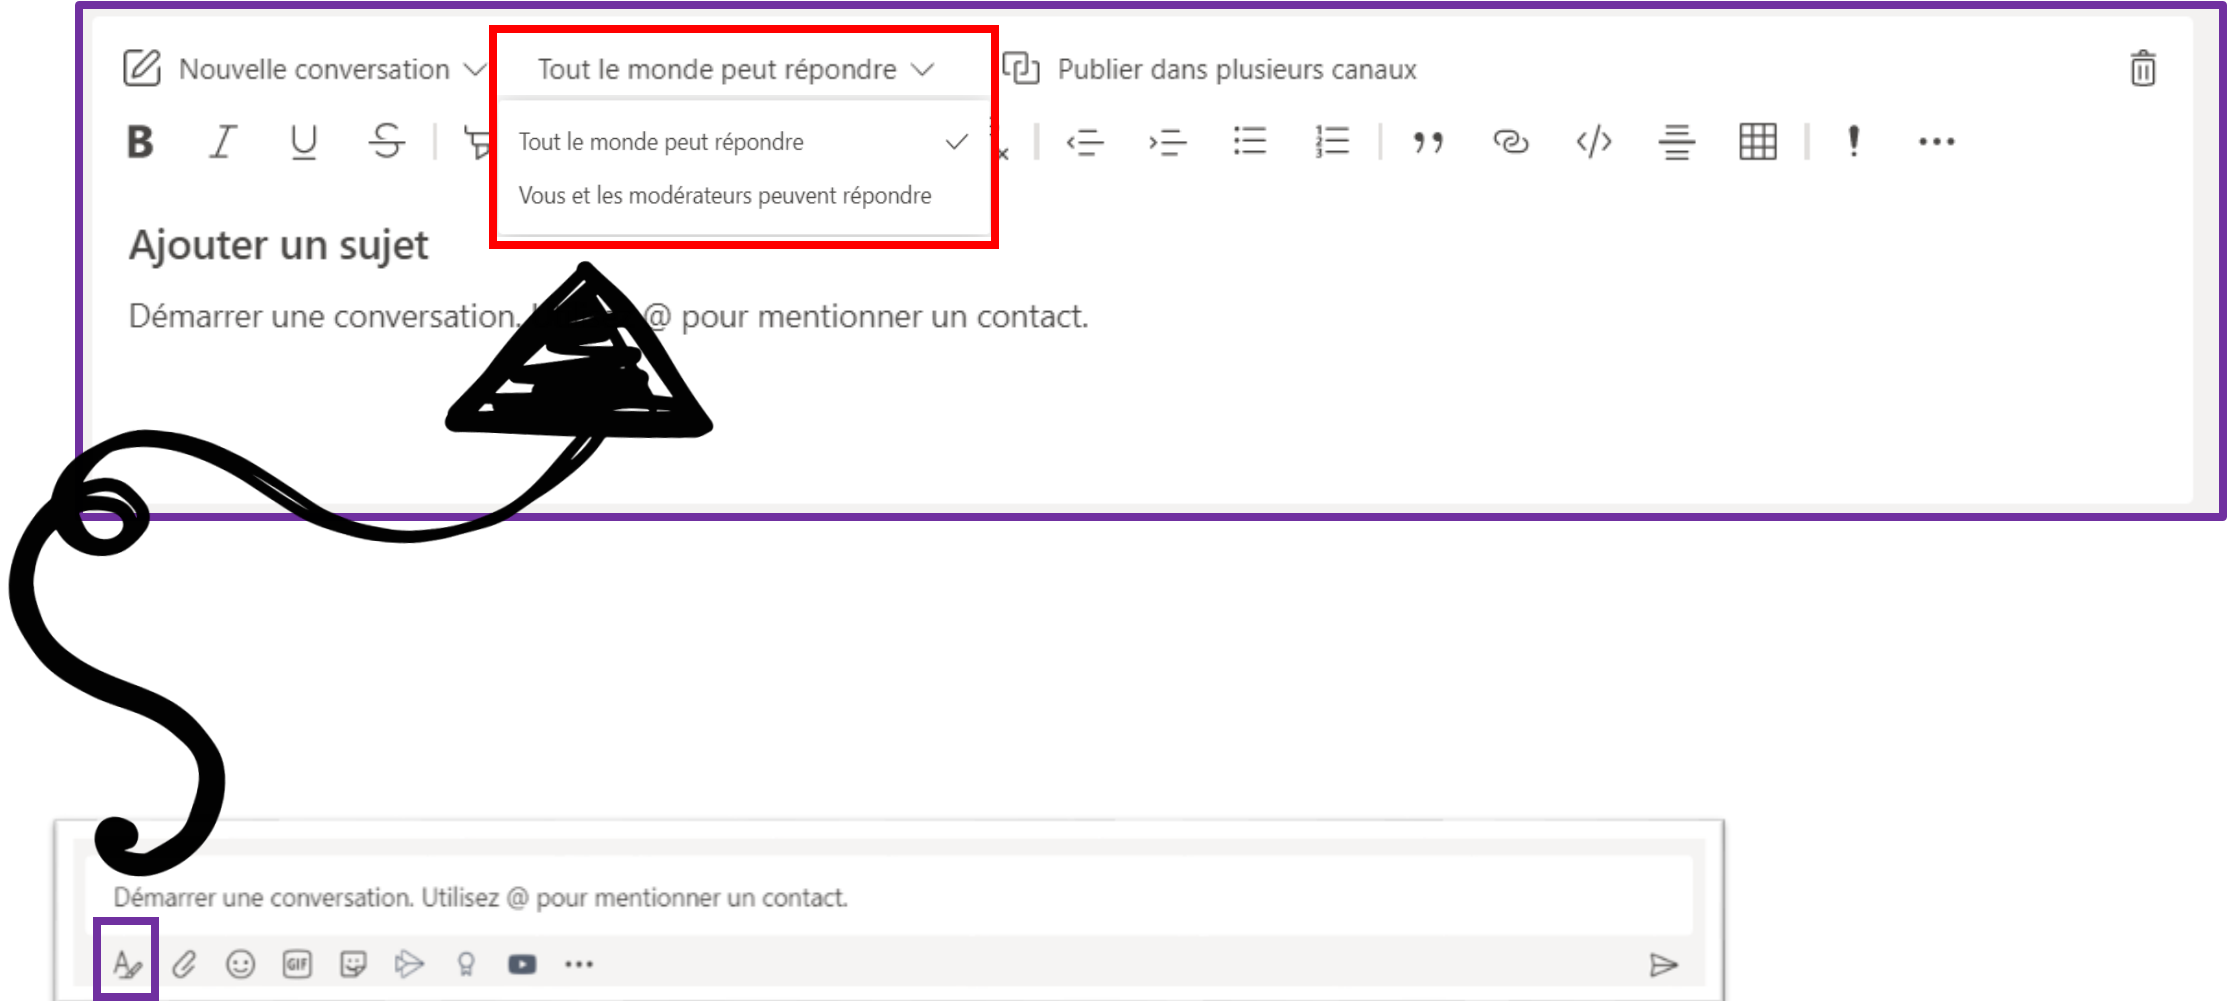 Nouvelle conversation Tout le monde peut répondre Publier dans plusieurs canaux
B I U S
Tout le monde peut répondre
Vous et les modérateurs peuvent répondre
Ajouter un sujet
Démarrer une conversation. @ pour mentionner un contact.
Démarrer une conversation. Utilisez @ pour mentionner un contact.
GIF